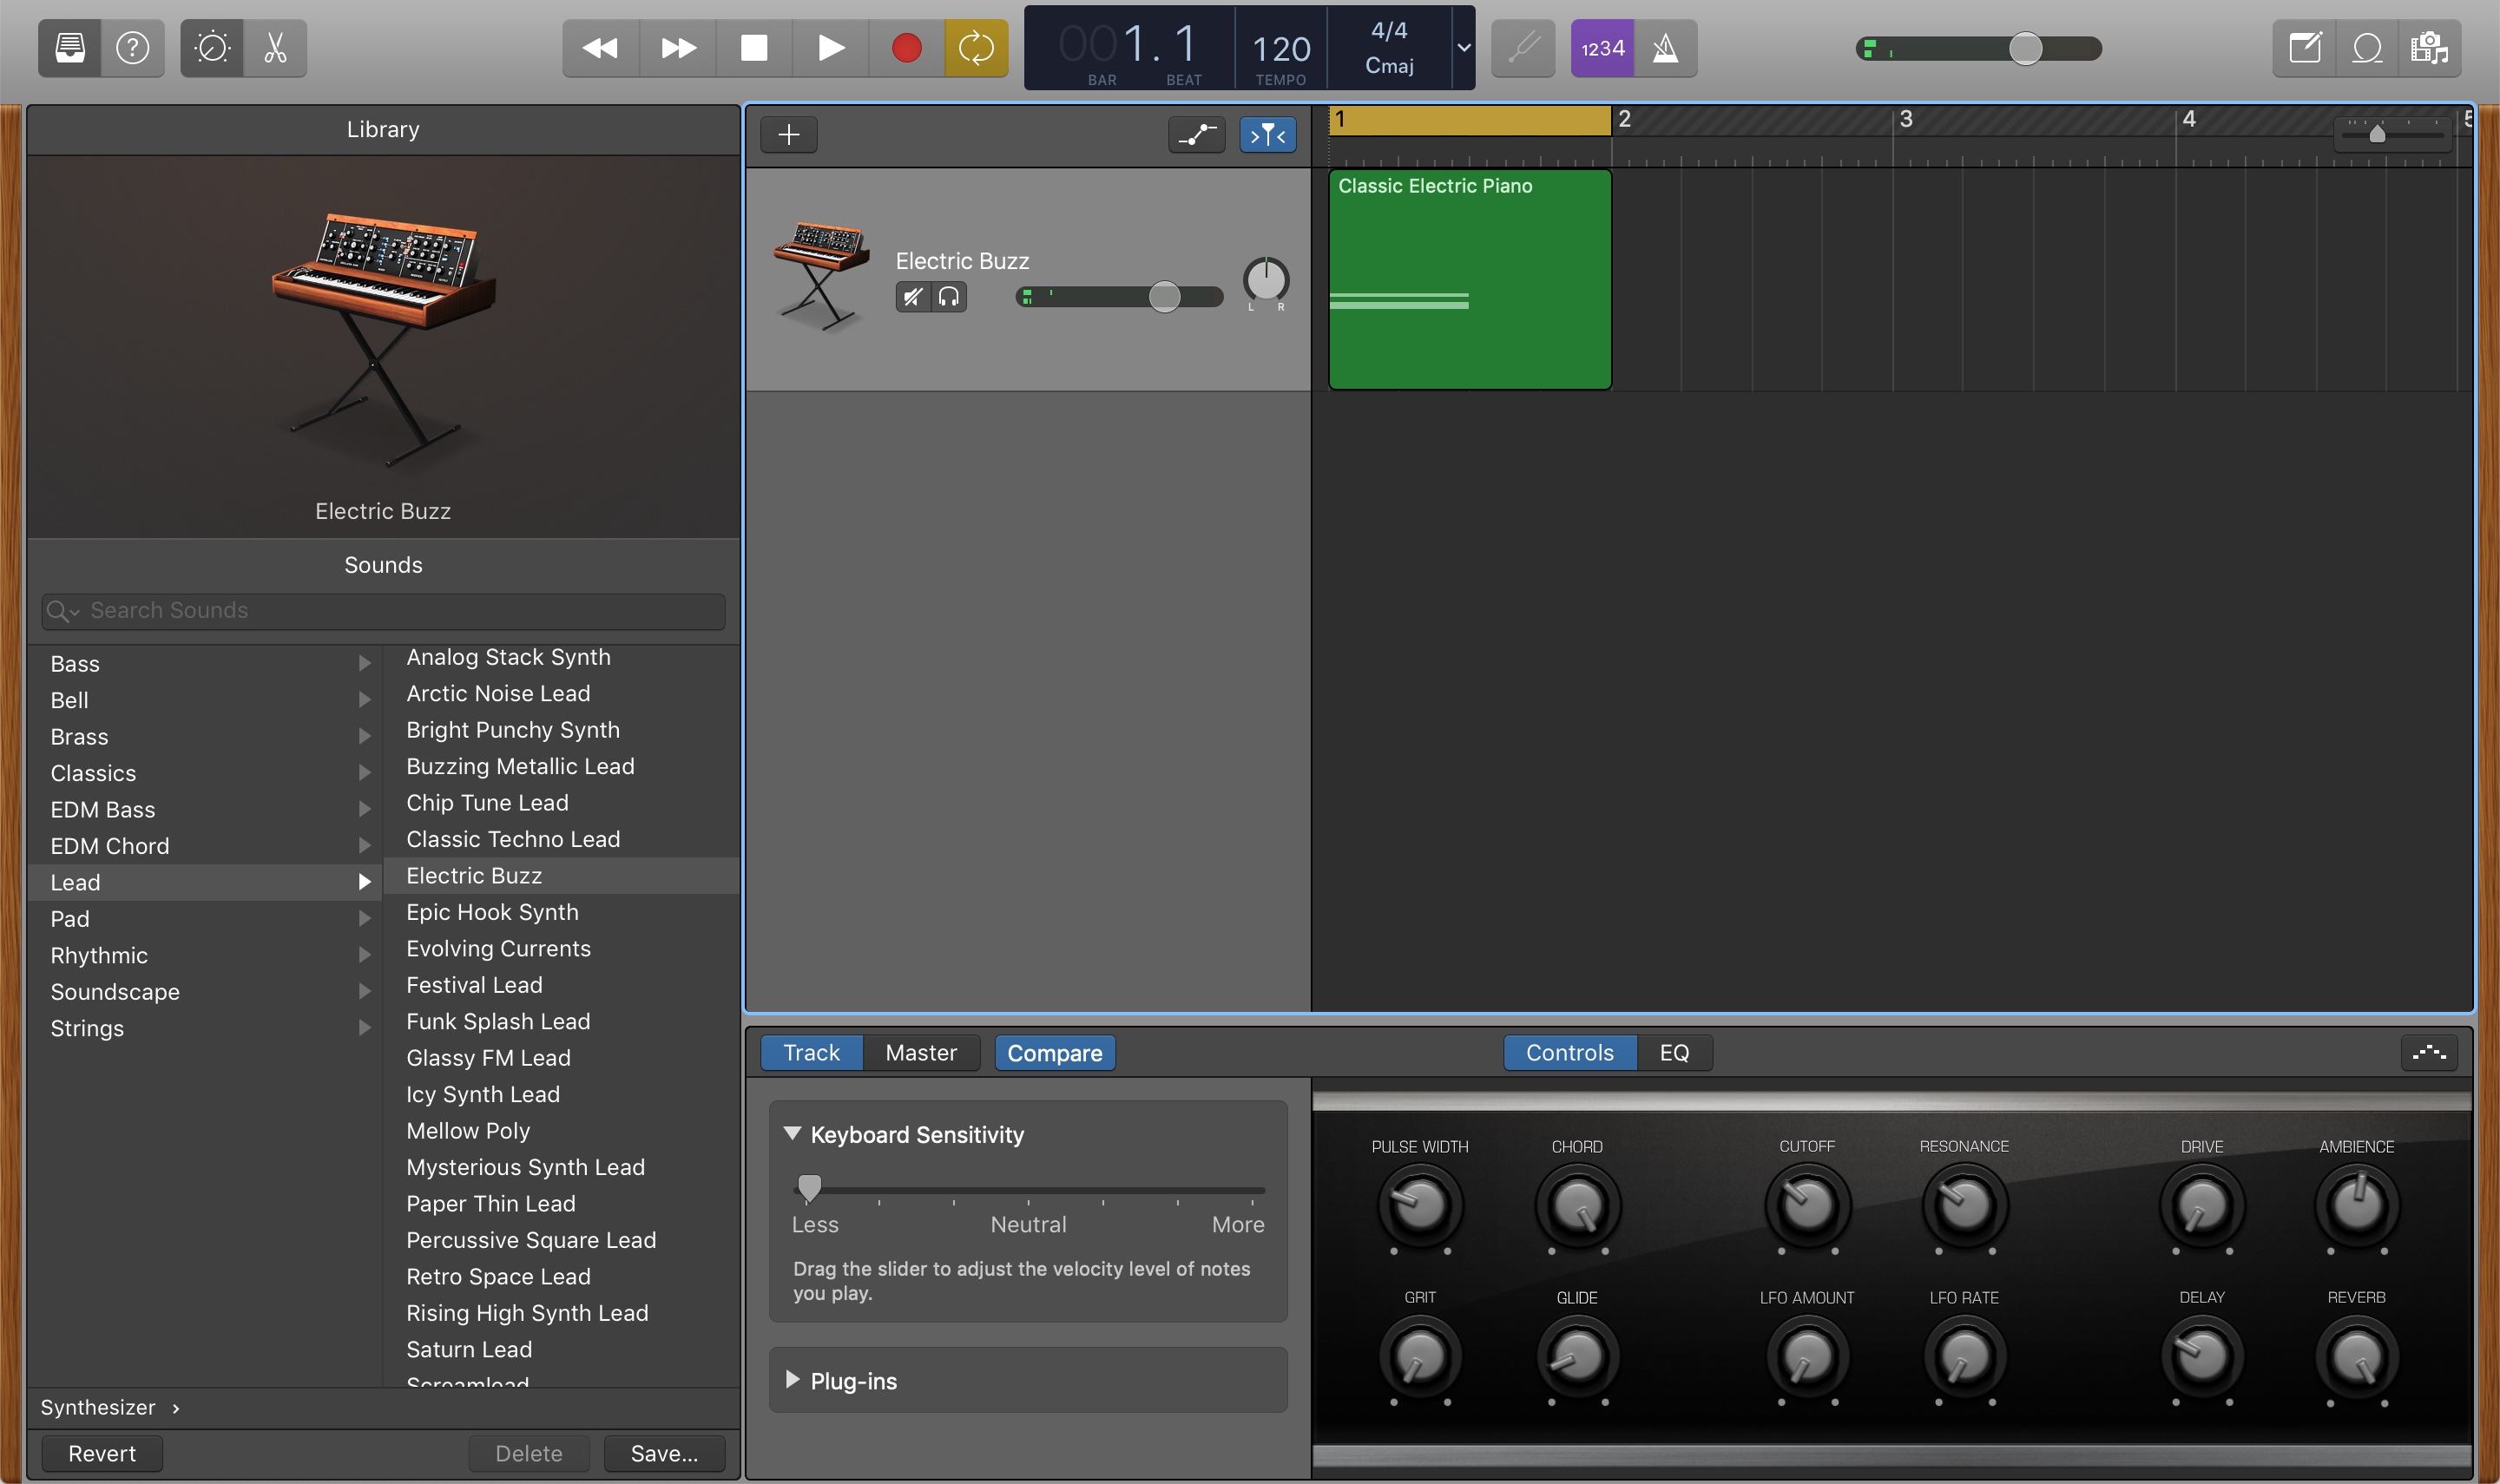 001. 1
BAR
BEAT
120
TEMPO
4/4
Cmaj
1234
Library
Electric Buzz
Sounds
Search Sounds
Bass
Bell
Brass
Classics
EDM Bass
EDM Chord
Lead
Pad
Rhythmic
Soundscape
Strings
Analog Stack Synth
Arctic Noise Lead
Bright Punchy Synth
Buzzing Metallic Lead
Chip Tune Lead
Classic Techno Lead
Electric Buzz
Epic Hook Synth
Evolving Currents
Festival Lead
Funk Splash Lead
Glassy FM Lead
Icy Synth Lead
Mellow Poly
Mysterious Synth Lead
Paper Thin Lead
Percussive Square Lead
Retro Space Lead
Rising High Synth Lead
Saturn Lead
Screamlead
Synthesizer ›
Revert
Delete
Save...
1
2
3
4
5
Electric Buzz
L R
Classic Electric Piano
Track
Master
Compare
Controls
EQ
Keyboard Sensitivity
Less
Neutral
More
Drag the slider to adjust the velocity level of notes
you play.
Plug-ins
PULSE WIDTH
CHORD
CUTOFF
RESONANCE
DRIVE
AMBIENCE
GRIT
GLIDE
LFO AMOUNT
LFO RATE
DELAY
REVERB